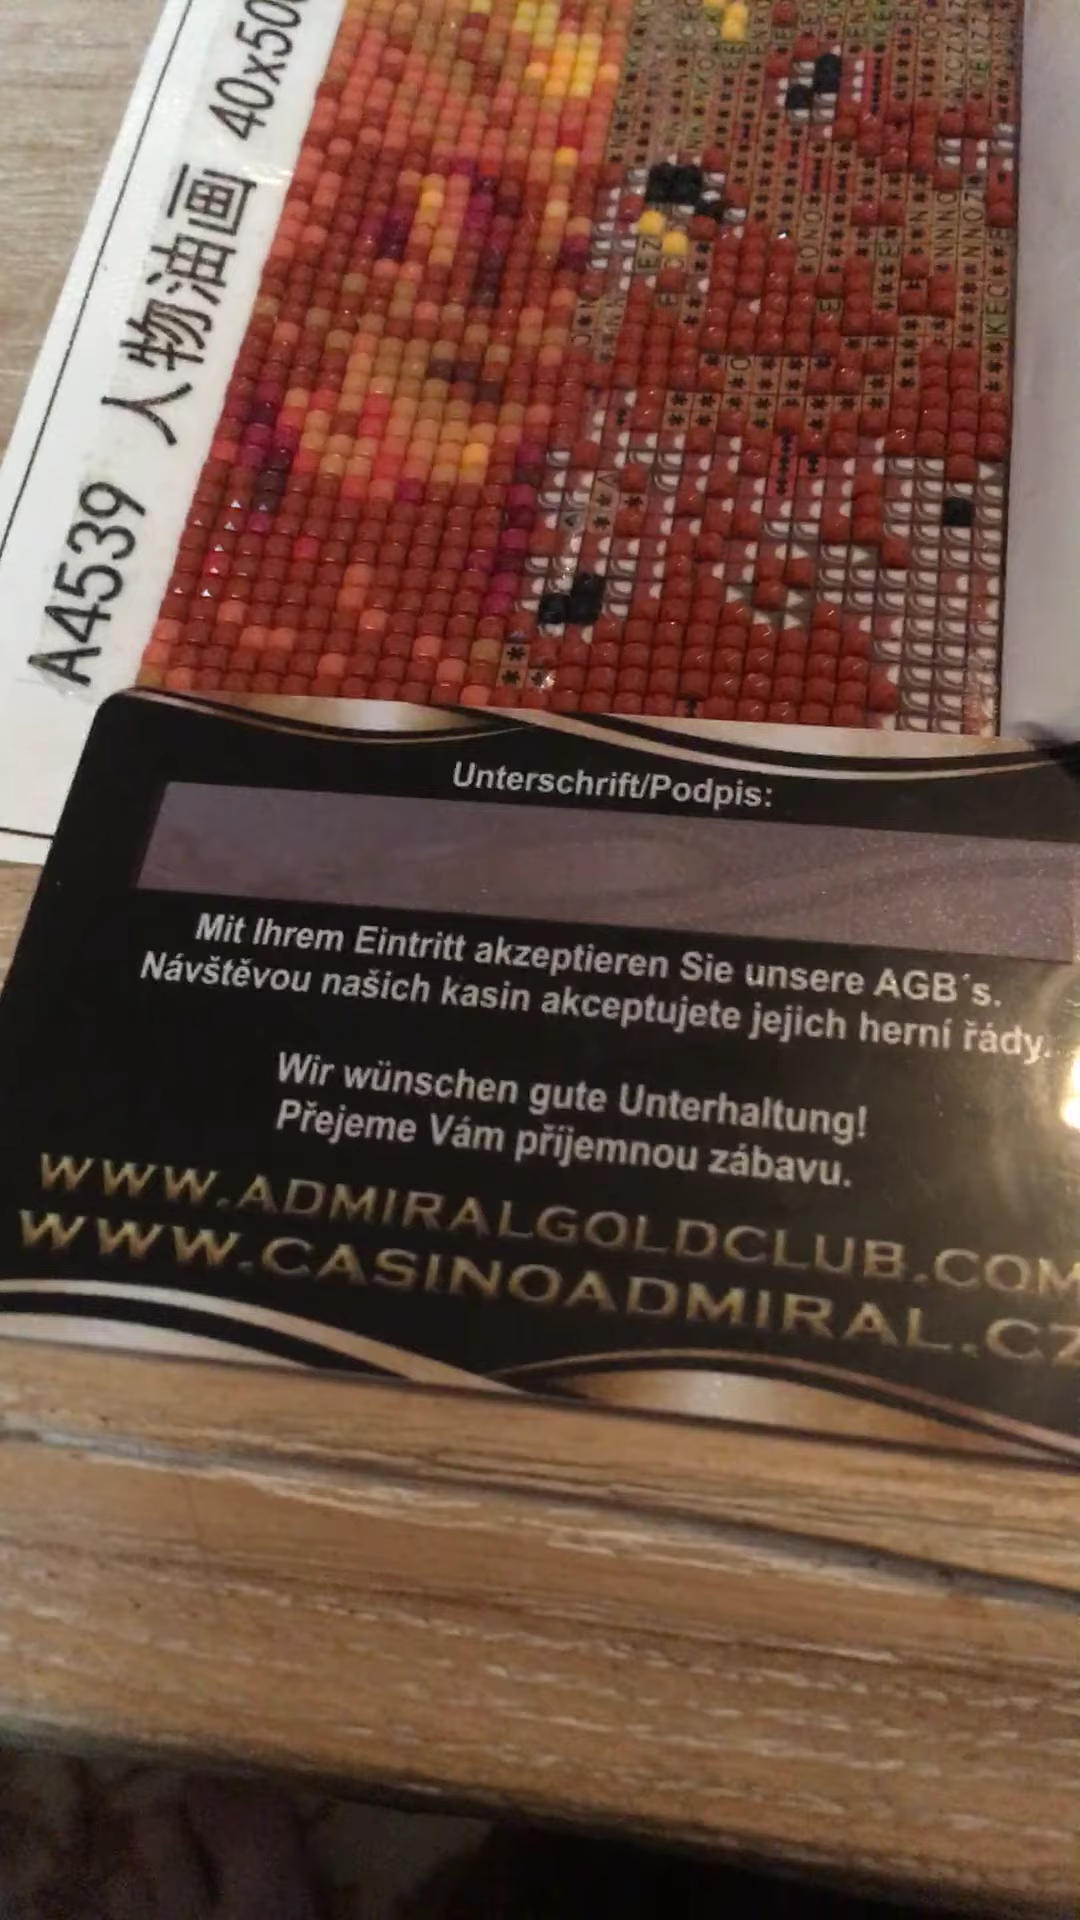 A4539 人物油画 40x50
Unterschrift/Podpis:
Mit Ihrem Eintritt akzeptieren Sie unsere AGB´s.
Návštěvou našich kasin akceptujete jejich herní řády.
Wir wünschen gute Unterhaltung!
Přejeme Vám příjemnou zábavu.
WWW.ADMIRALGOLDCLUB.COM
WWW.CASINOADMIRAL.CZ